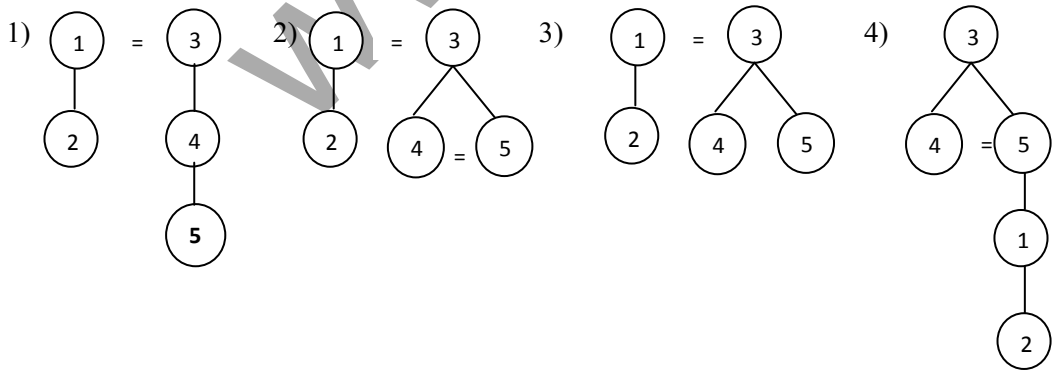 1) 1 = 3 2) 1 = 3 3) 1 = 3 4) 3
2 4 2 4 = 5 2 4 5 4 = 5
5 1
2